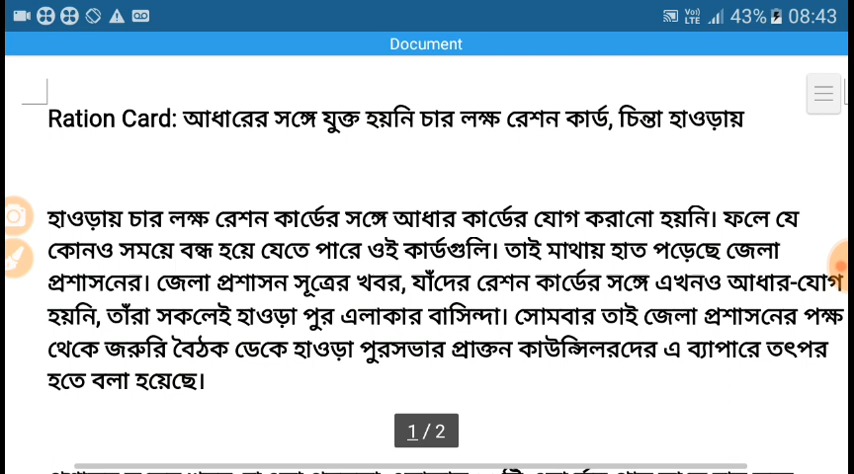 Vo)) LTE 43% 08:43
Document
Ration Card: আধারের সঙ্গে যুক্ত হয়নি চার লক্ষ রেশন কার্ড, চিন্তা হাওড়ায়
হাওড়ায় চার লক্ষ রেশন কার্ডের সঙ্গে আধার কার্ডের যোগ করানো হয়নি। ফলে যে
কোনও সময়ে বন্ধ হয়ে যেতে পারে ওই কার্ডগুলি। তাই মাথায় হাত পড়েছে জেলা
প্রশাসনের। জেলা প্রশাসন সূত্রের খবর, যাঁদের রেশন কার্ডের সঙ্গে এখনও আধার-যোগ
হয়নি, তাঁরা সকলেই হাওড়া পুর এলাকার বাসিন্দা। সোমবার তাই জেলা প্রশাসনের পক্ষ
থেকে জরুরি বৈঠক ডেকে হাওড়া পুরসভার প্রাক্তন কাউন্সিলরদের এ ব্যাপারে তৎপর
হতে বলা হয়েছে।
1 / 2